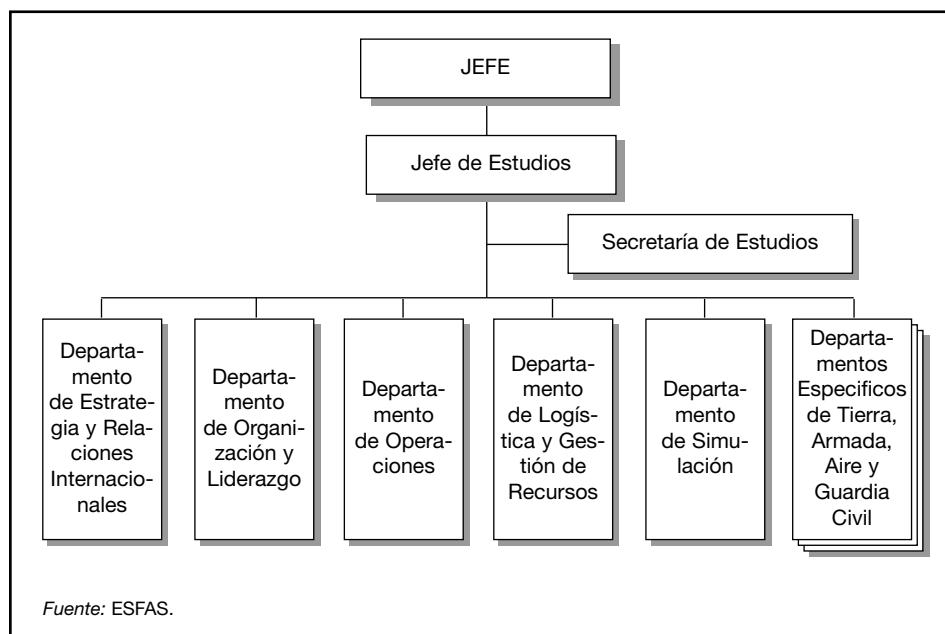 JEFE
Jefe de Estudios
Secretaría de Estudios
Departa-
mento
de Estrate-
gia y Rela-
ciones
Internacio-
nales
Departa-
mento
de Organi-
zación y
Liderazgo
Departa-
mento
de Opera-
ciones
Departa-
mento
de Logís-
tica y Ges-
tión de
Recursos
Departa-
mento
de Simu-
lación
Departa-
mentos
Especificos
de Tierra,
Armada,
Aire y
Guardia
Civil
Fuente: ESFAS.